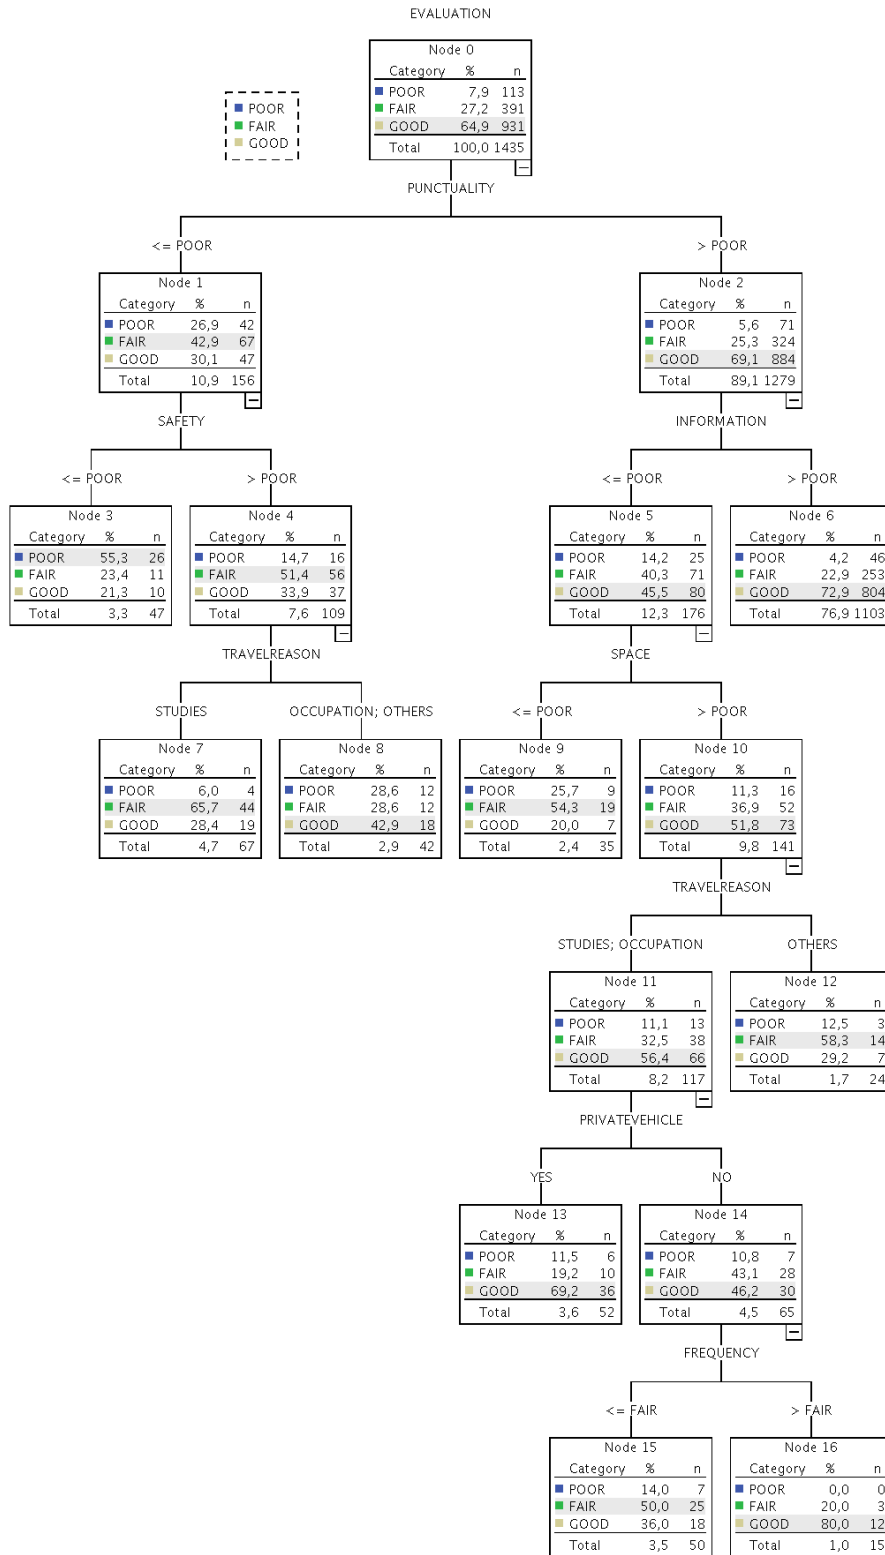 EVALUATION
Node 0
Category % n
POOR 7,9 113
FAIR 27,2 391
GOOD 64,9 931
Total 100,0 1435
POOR
FAIR
GOOD
PUNCTUALITY
<= POOR
> POOR
Node 1
Category % n
POOR 26,9 42
FAIR 42,9 67
GOOD 30,1 47
Total 10,9 156
Node 2
Category % n
POOR 5,6 71
FAIR 25,3 324
GOOD 69,1 884
Total 89,1 1279
SAFETY
INFORMATION
<= POOR
> POOR
<= POOR
> POOR
Node 3
Category % n
POOR 55,3 26
FAIR 23,4 11
GOOD 21,3 10
Total 3,3 47
Node 4
Category % n
POOR 14,7 16
FAIR 51,4 56
GOOD 33,9 37
Total 7,6 109
Node 5
Category % n
POOR 14,2 25
FAIR 40,3 71
GOOD 45,5 80
Total 12,3 176
Node 6
Category % n
POOR 4,2 46
FAIR 22,9 253
GOOD 72,9 804
Total 76,9 1103
TRAVELREASON
SPACE
STUDIES
OCCUPATION; OTHERS
<= POOR
> POOR
Node 7
Category % n
POOR 6,0 4
FAIR 65,7 44
GOOD 28,4 19
Total 4,7 67
Node 8
Category % n
POOR 28,6 12
FAIR 28,6 12
GOOD 42,9 18
Total 2,9 42
Node 9
Category % n
POOR 25,7 9
FAIR 54,3 19
GOOD 20,0 7
Total 2,4 35
Node 10
Category % n
POOR 11,3 16
FAIR 36,9 52
GOOD 51,8 73
Total 9,8 141
TRAVELREASON
STUDIES; OCCUPATION
OTHERS
Node 11
Category % n
POOR 11,1 13
FAIR 32,5 38
GOOD 56,4 66
Total 8,2 117
Node 12
Category % n
POOR 12,5 3
FAIR 58,3 14
GOOD 29,2 7
Total 1,7 24
PRIVATEVEHICLE
YES
NO
Node 13
Category % n
POOR 11,5 6
FAIR 19,2 10
GOOD 69,2 36
Total 3,6 52
Node 14
Category % n
POOR 10,8 7
FAIR 43,1 28
GOOD 46,2 30
Total 4,5 65
FREQUENCY
<= FAIR
> FAIR
Node 15
Category % n
POOR 14,0 7
FAIR 50,0 25
GOOD 36,0 18
Total 3,5 50
Node 16
Category % n
POOR 0,0 0
FAIR 20,0 3
GOOD 80,0 12
Total 1,0 15